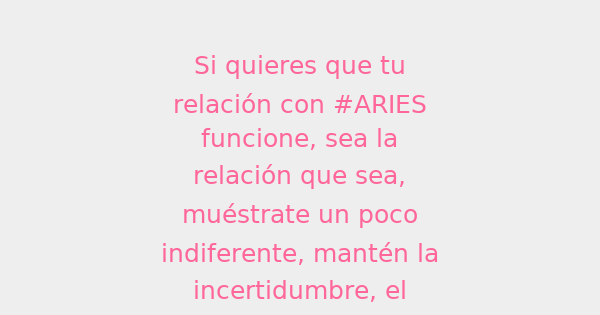 Si quieres que tu
relación con #ARIES
funcione, sea la
relación que sea,
muéstrate un poco
indiferente, mantén la
incertidumbre, el